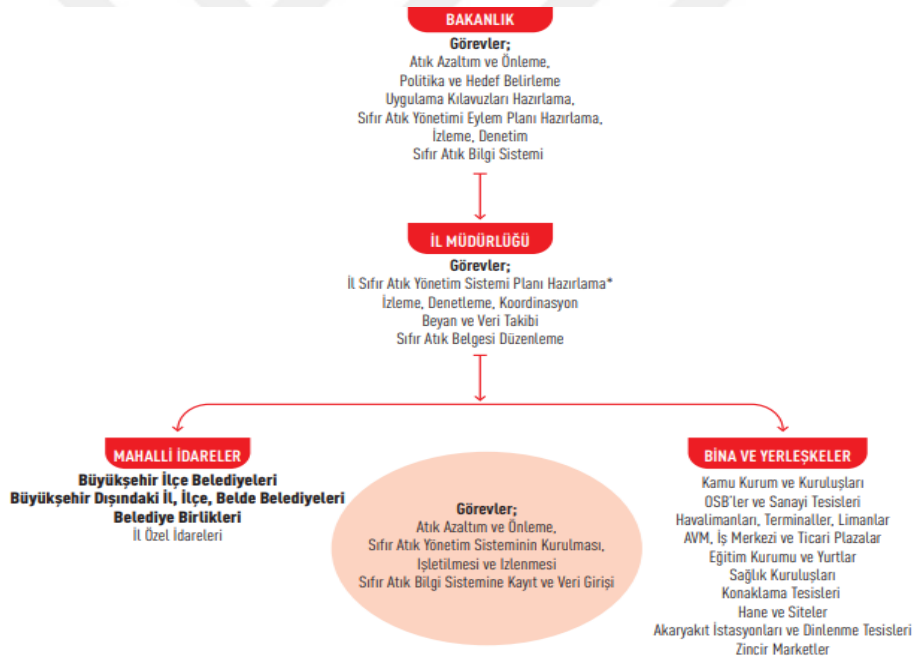 BAKANLIK
Görevler;
Atık Azaltım ve Önleme,
Politika ve Hedef Belirleme
Uygulama Kılavuzları Hazırlama,
Sıfır Atık Yönetimi Eylem Planı Hazırlama,
İzleme, Denetim
Sıfır Atık Bilgi Sistemi
İL MÜDÜRLÜĞÜ
Görevler;
İl Sıfır Atık Yönetim Sistemi Planı Hazırlama*
İzleme, Denetleme, Koordinasyon
Beyan ve Veri Takibi
Sıfır Atık Belgesi Düzenleme
MAHALLİ İDARELER
Büyükşehir İlçe Belediyeleri
Büyükşehir Dışındaki İl, İlçe, Belde Belediyeleri
Belediye Birlikleri
İl Özel İdareleri
Görevler;
Atık Azaltım ve Önleme,
Sıfır Atık Yönetim Sisteminin Kurulması,
Işletilmesi ve Izlenmesi
Sıfır Atık Bilgi Sistemine Kayıt ve Veri Girişi
BİNA VE YERLEŞKELER
Kamu Kurum ve Kuruluşları
OSB'ler ve Sanayi Tesisleri
Havalimanları, Terminaller, Limanlar
AVM, İş Merkezi ve Ticari Plazalar
Eğitim Kurumu ve Yurtlar
Sağlık Kuruluşları
Konaklama Tesisleri
Hane ve Siteler
Akaryakıt İstasyonları ve Dinlenme Tesisleri
Zincir Marketler